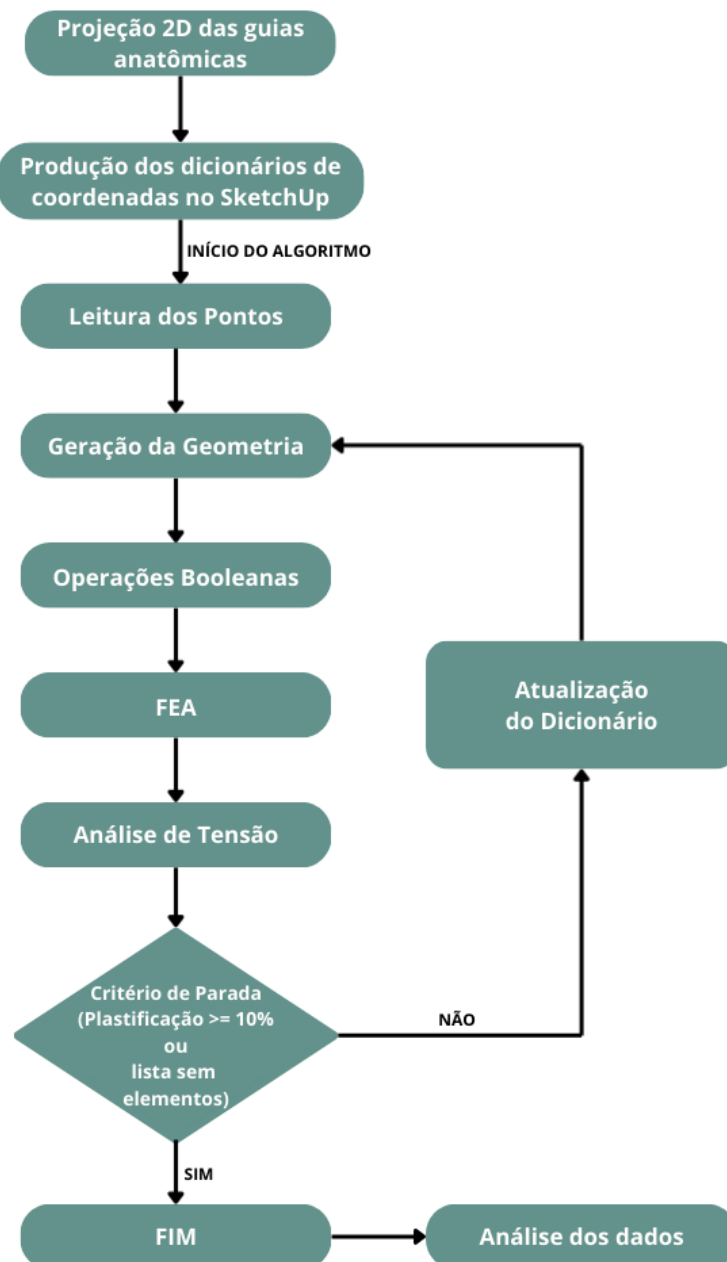 Projeção 2D das guias
anatômicas
Produção dos dicionários de
coordenadas no SketchUp
INÍCIO DO ALGORITMO
Leitura dos Pontos
Geração da Geometria
Operações Booleanas
FEA
Atualização
do Dicionário
Análise de Tensão
Critério de Parada
(Plastificação >= 10%
ou
lista sem
elementos)
NÃO
SIM
FIM
Análise dos dados